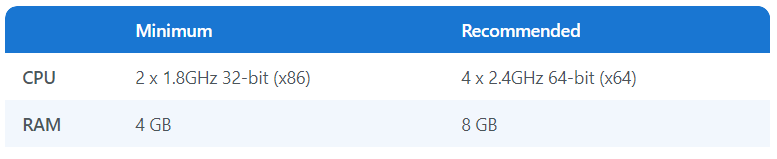 Minimum Recommended
CPU 2 x 1.8GHz 32-bit (x86) 4 x 2.4GHz 64-bit (x64)
RAM 4 GB 8 GB